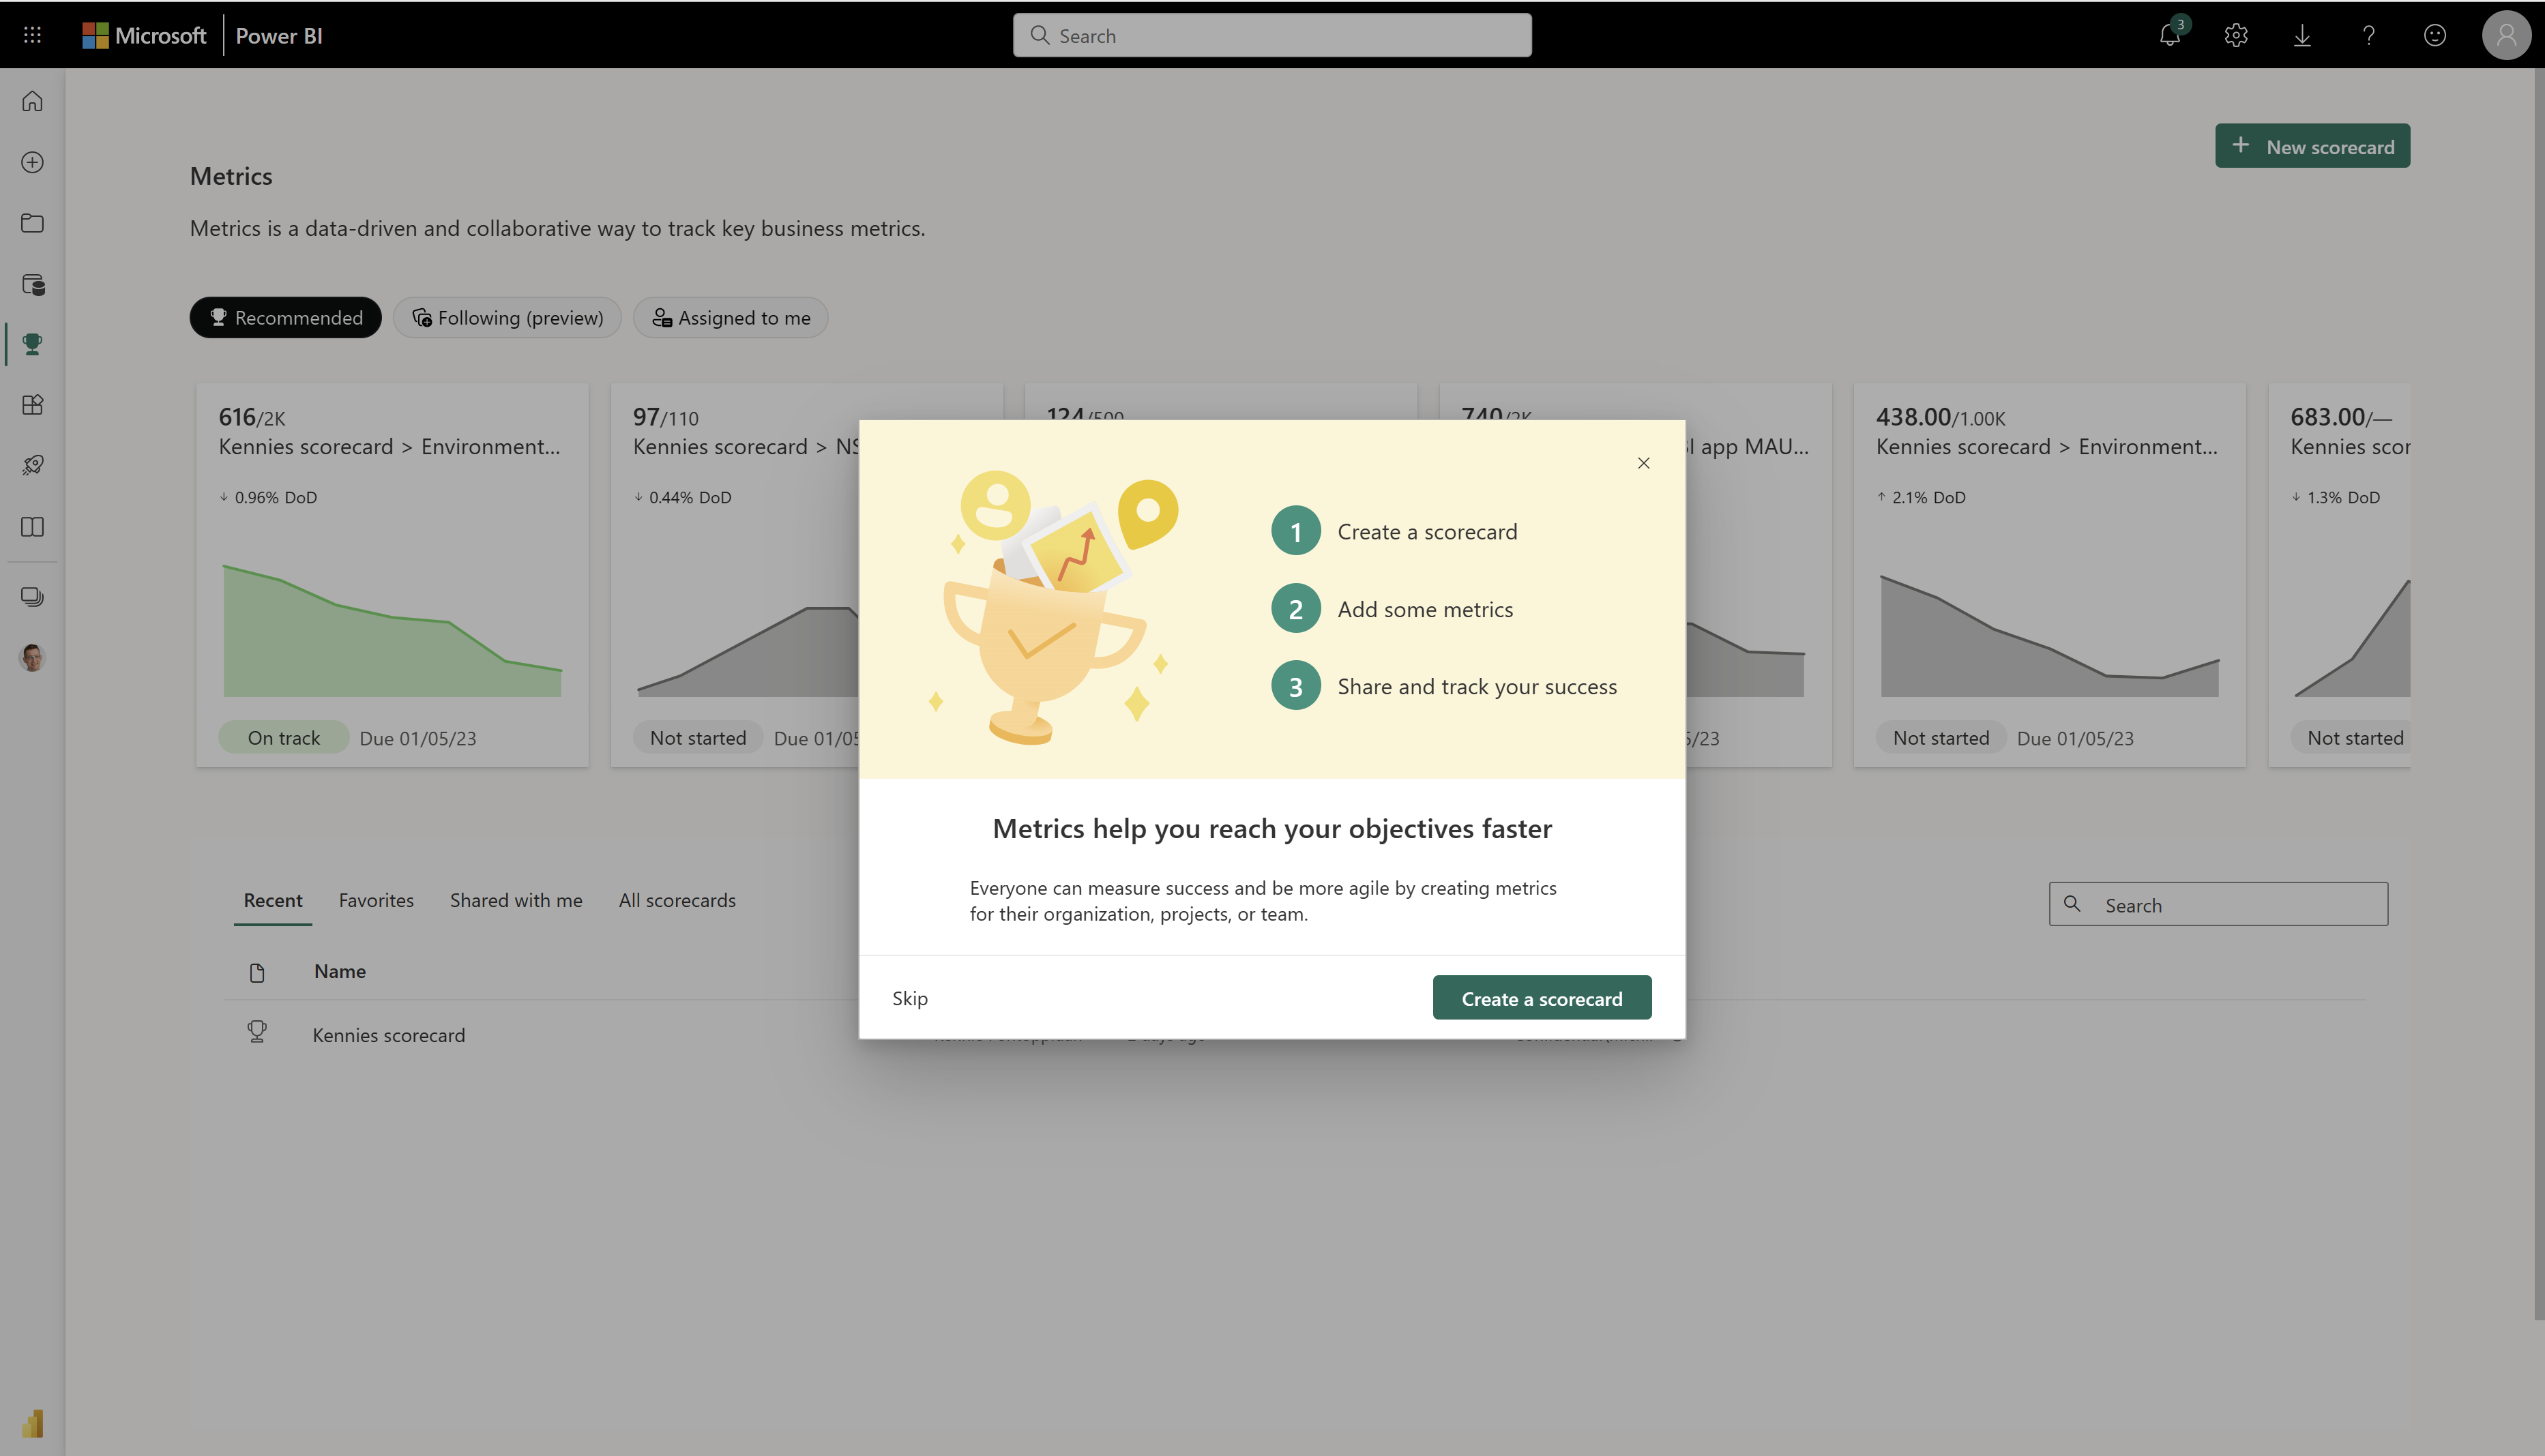 Microsoft Power BI
Search
3
New scorecard
Metrics
Metrics is a data-driven and collaborative way to track key business metrics.
Recommended
Following (preview)
Assigned to me
616/2K
Kennies scorecard > Environment...
0.96% DoD
On track
Due 01/05/23
97/110
Kennies scorecard > NS
0.44% DoD
Not started
Due 01/05
124/500
740/2K
BI app MAU...
5/23
438.00/1.00K
Kennies scorecard > Environment...
2.1% DoD
Not started
Due 01/05/23
683.00/—
Kennies scor
1.3% DoD
Not started
1 Create a scorecard
2 Add some metrics
3 Share and track your success
Metrics help you reach your objectives faster
Everyone can measure success and be more agile by creating metrics
for their organization, projects, or team.
Skip
Create a scorecard
Recent
Favorites
Shared with me
All scorecards
Search
Name
Kennies scorecard